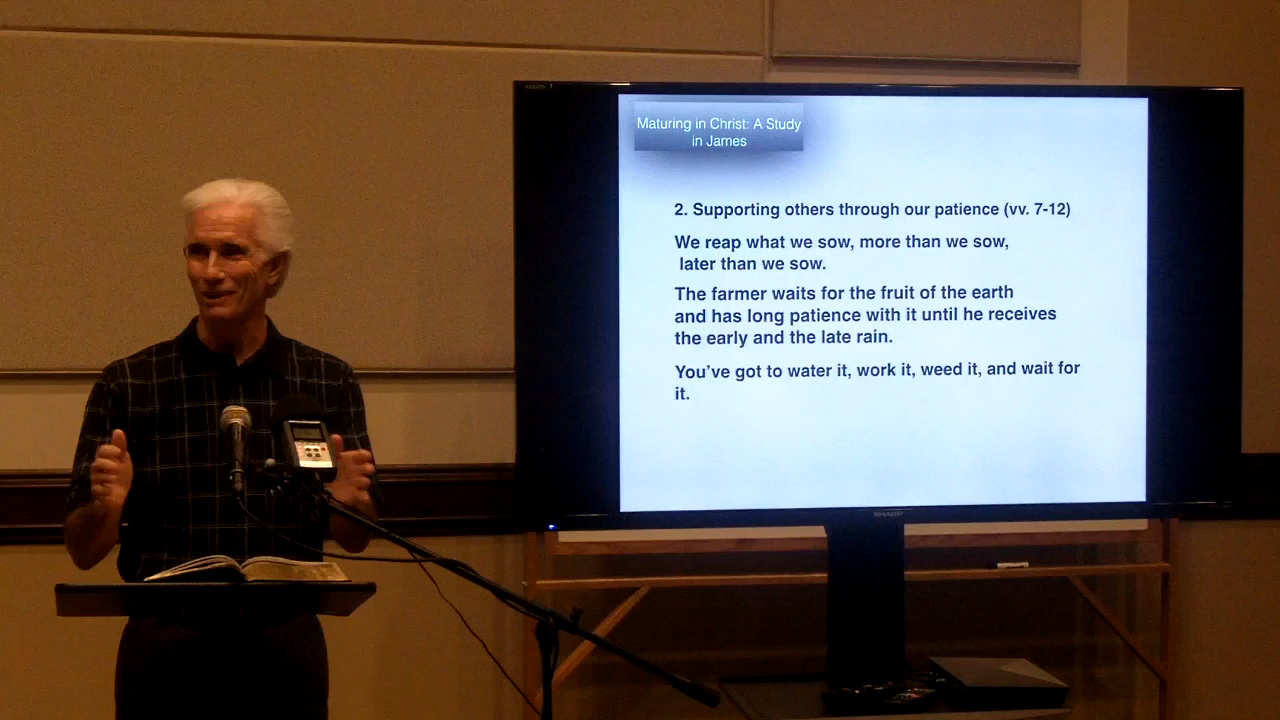 Maturing in Christ: A Study
in James
2. Supporting others through our patience (vv. 7-12)
We reap what we sow, more than we sow,
later than we sow.
The farmer waits for the fruit of the earth
and has long patience with it until he receives
the early and the late rain.
You’ve got to water it, work it, weed it, and wait for
it.
SHARP